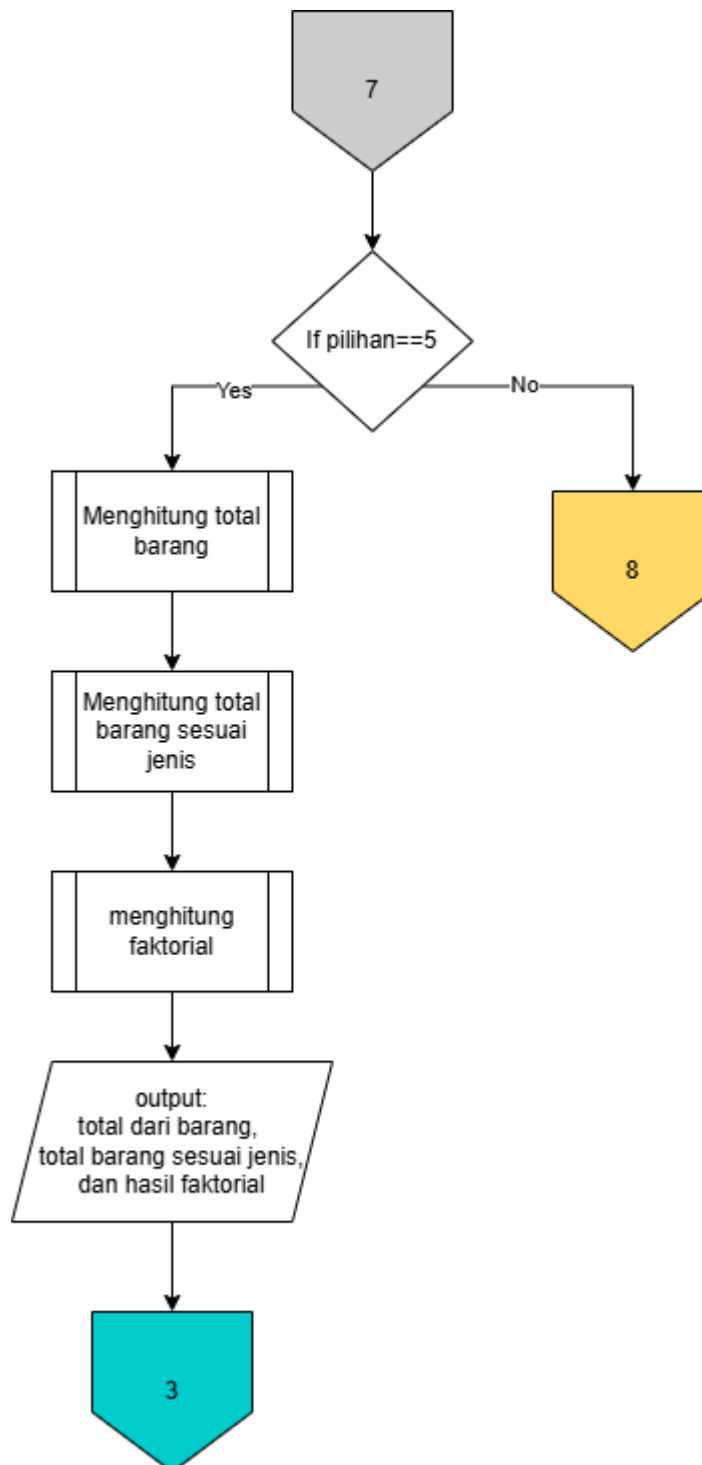 7
If pilihan==5
Yes
No
Menghitung total
barang
8
Menghitung total
barang sesuai
jenis
menghitung
faktorial
output:
total dari barang,
total barang sesuai jenis,
dan hasil faktorial
3